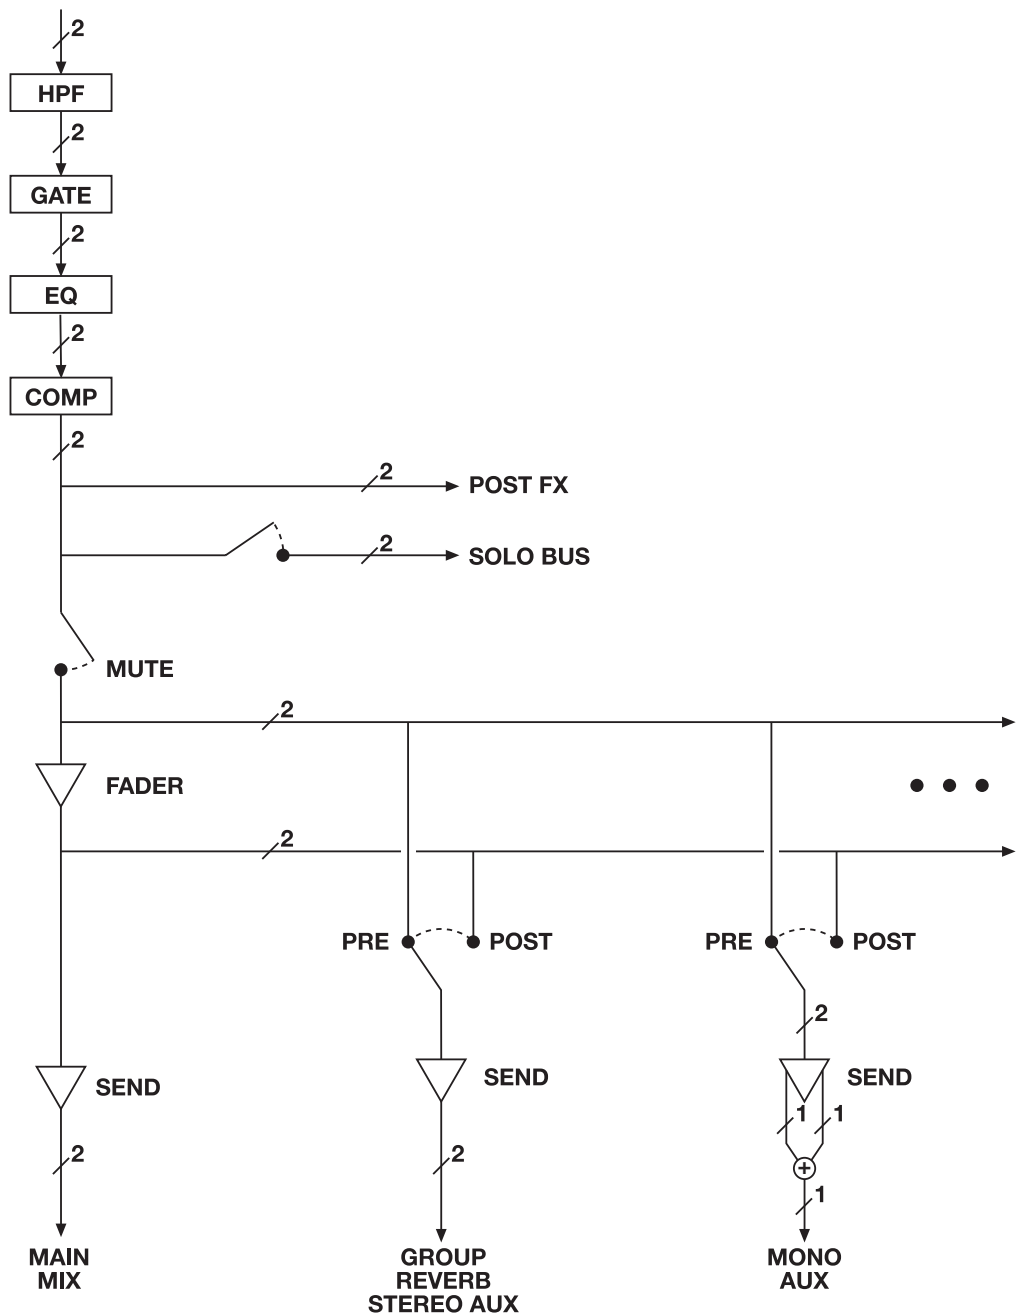 2
HPF
2
GATE
2
EQ
2
COMP
2
2
POST FX
2
SOLO BUS
MUTE
2
FADER
2
PRE
POST
PRE
POST
2
SEND
SEND
SEND
1
1
2
2
+
1
MAIN
MIX
GROUP
REVERB
STEREO AUX
MONO
AUX